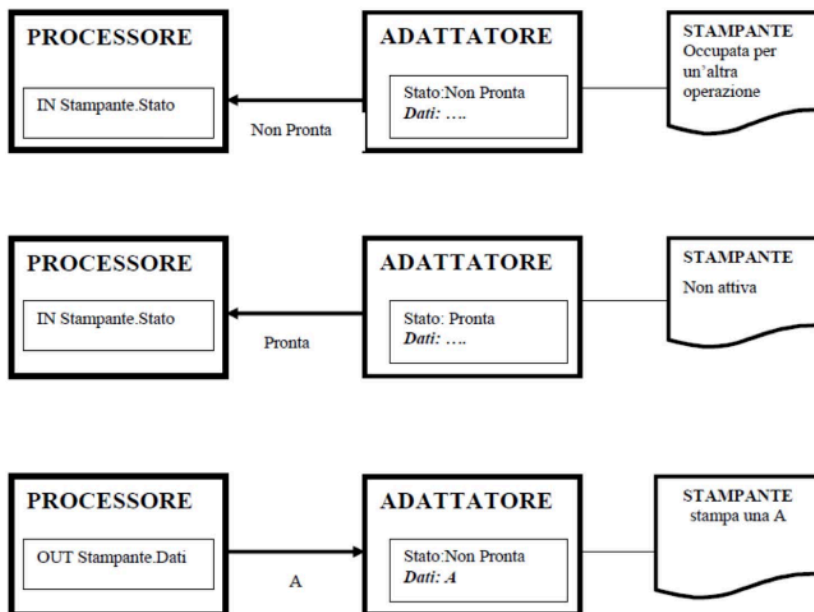 PROCESSORE
IN Stampante.Stato
Non Pronta
ADATTATORE
Stato:Non Pronta
Dati: ....
STAMPANTE
Occupata per
un'altra
operazione
PROCESSORE
IN Stampante.Stato
Pronta
ADATTATORE
Stato: Pronta
Dati: ....
STAMPANTE
Non attiva
PROCESSORE
OUT Stampante.Dati
A
ADATTATORE
Stato:Non Pronta
Dati: A
STAMPANTE
stampa una A